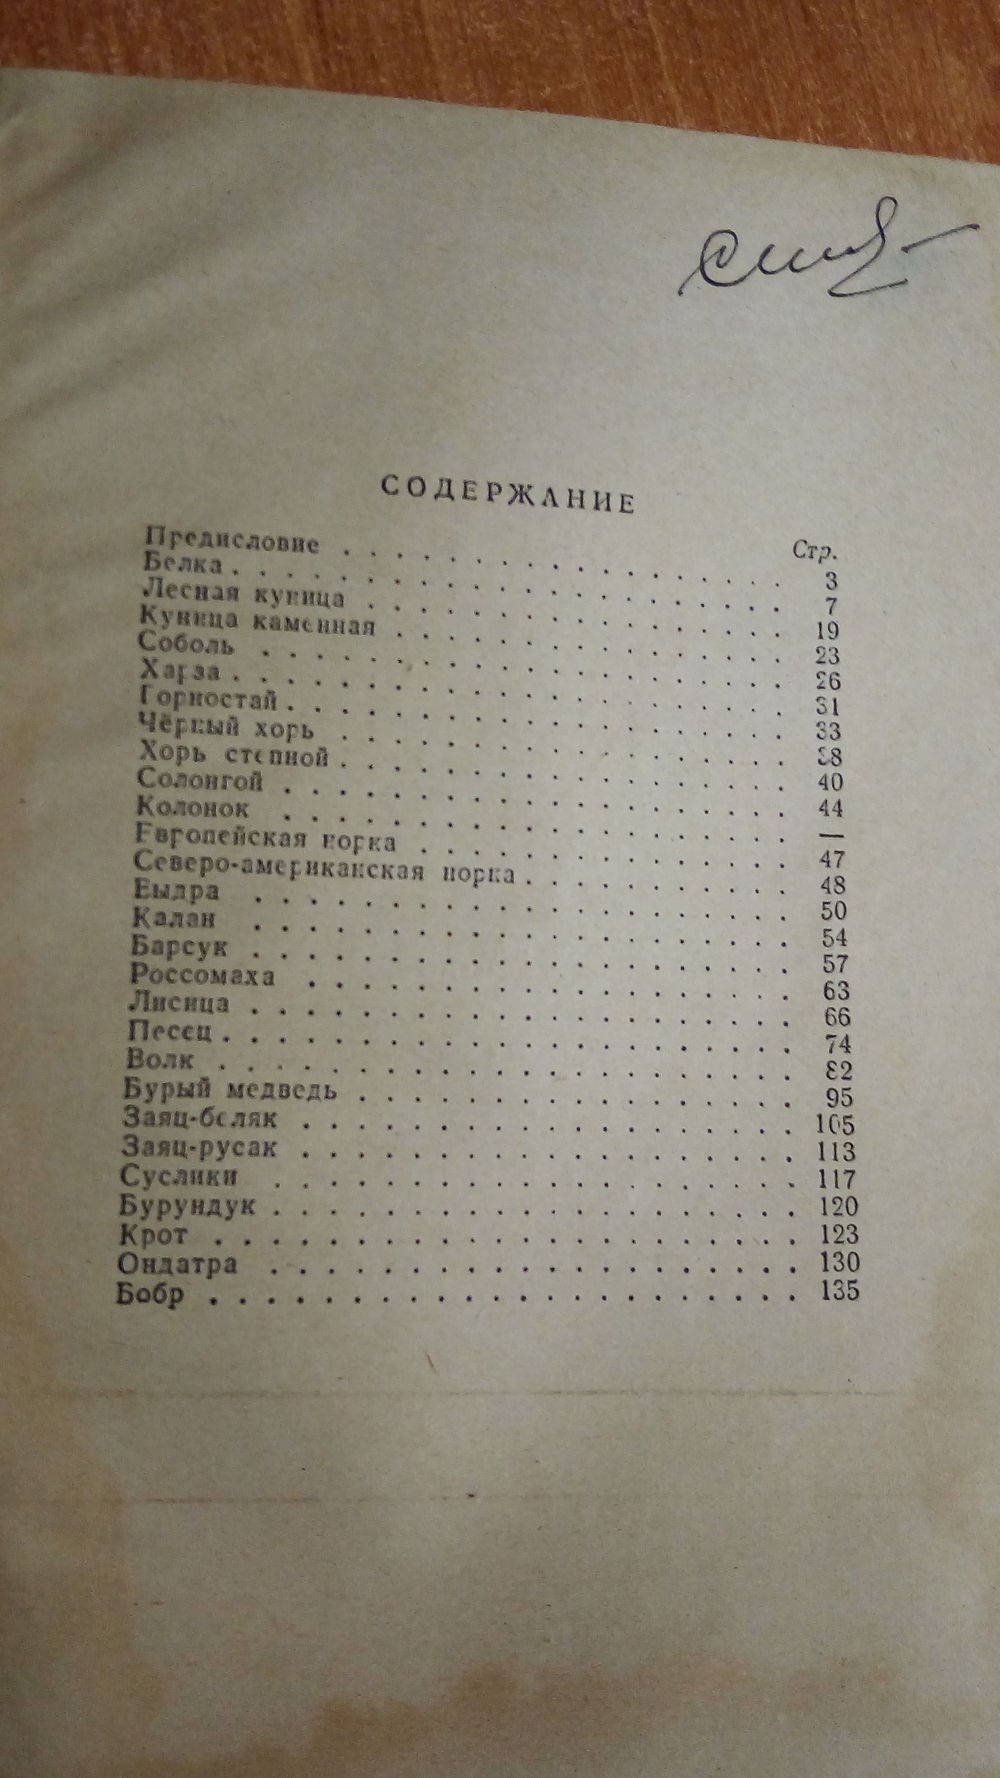 СОДЕРЖАНИЕ
Стр.
Предисловие . . . . . . . . . . . . . . . . 3
Белка . . . . . . . . . . . . . . . . . . . . 7
Лесная куница . . . . . . . . . . . . . . . 19
Куница каменная . . . . . . . . . . . . . . 23
Соболь . . . . . . . . . . . . . . . . . . . 26
Харза . . . . . . . . . . . . . . . . . . . . 31
Горностай . . . . . . . . . . . . . . . . . . 33
Чёрный хорь . . . . . . . . . . . . . . . . 38
Хорь степной . . . . . . . . . . . . . . . . 40
Солонгой . . . . . . . . . . . . . . . . . . 44
Колонок . . . . . . . . . . . . . . . . . . —
Европейская норка . . . . . . . . . . . . . 47
Северо-американская норка . . . . . . . . . . 48
Выдра . . . . . . . . . . . . . . . . . . . 50
Калан . . . . . . . . . . . . . . . . . . . 54
Барсук . . . . . . . . . . . . . . . . . . . 57
Россомаха . . . . . . . . . . . . . . . . . 63
Лисица . . . . . . . . . . . . . . . . . . . 66
Песец . . . . . . . . . . . . . . . . . . . . 74
Волк . . . . . . . . . . . . . . . . . . . . 82
Бурый медведь . . . . . . . . . . . . . . . 95
Заяц-беляк . . . . . . . . . . . . . . . . . 105
Заяц-русак . . . . . . . . . . . . . . . . . 113
Суслики . . . . . . . . . . . . . . . . . . 117
Бурундук . . . . . . . . . . . . . . . . . . 120
Крот . . . . . . . . . . . . . . . . . . . . 123
Ондатра . . . . . . . . . . . . . . . . . . 130
Бобр . . . . . . . . . . . . . . . . . . . . 135